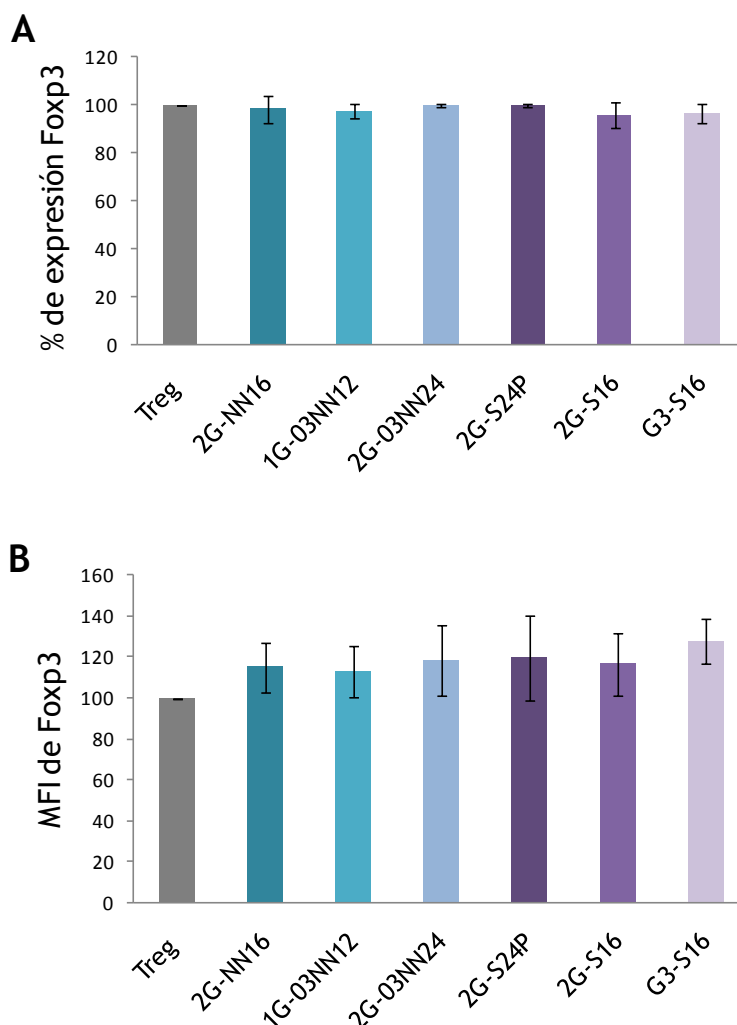 A
% de expresión Foxp3
120
100
80
60
40
20
0
Treg
2G-NN16
1G-03NN12
2G-03NN24
2G-S24P
2G-S16
G3-S16
B
MFI de Foxp3
160
140
120
100
80
60
40
20
0
Treg
2G-NN16
1G-03NN12
2G-03NN24
2G-S24P
2G-S16
G3-S16